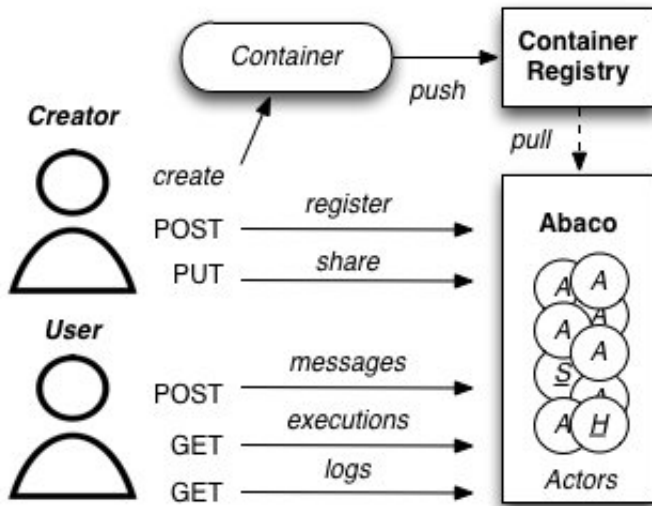 Container
Container
Registry
push
Creator
pull
create
POST
register
PUT
share
Abaco
A
A
A
A
A
S
A
A
H
Actors
User
POST
messages
GET
executions
GET
logs